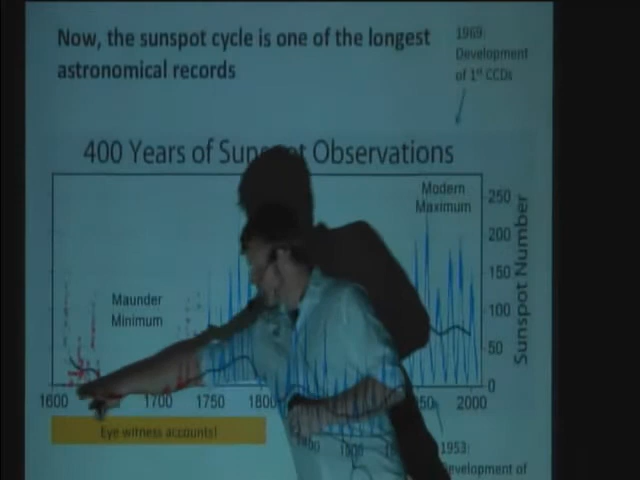 Now, the sunspot cycle is one of the longest
astronomical records
1969:
Development
of 1st CCDs
400 Years of Sunspot Observations
Modern
Maximum
Maunder
Minimum
250
200
150
100
50
0
Sunspot Number
1600
1700
1750
1800
2000
Eye witness accounts!
1953:
Development of